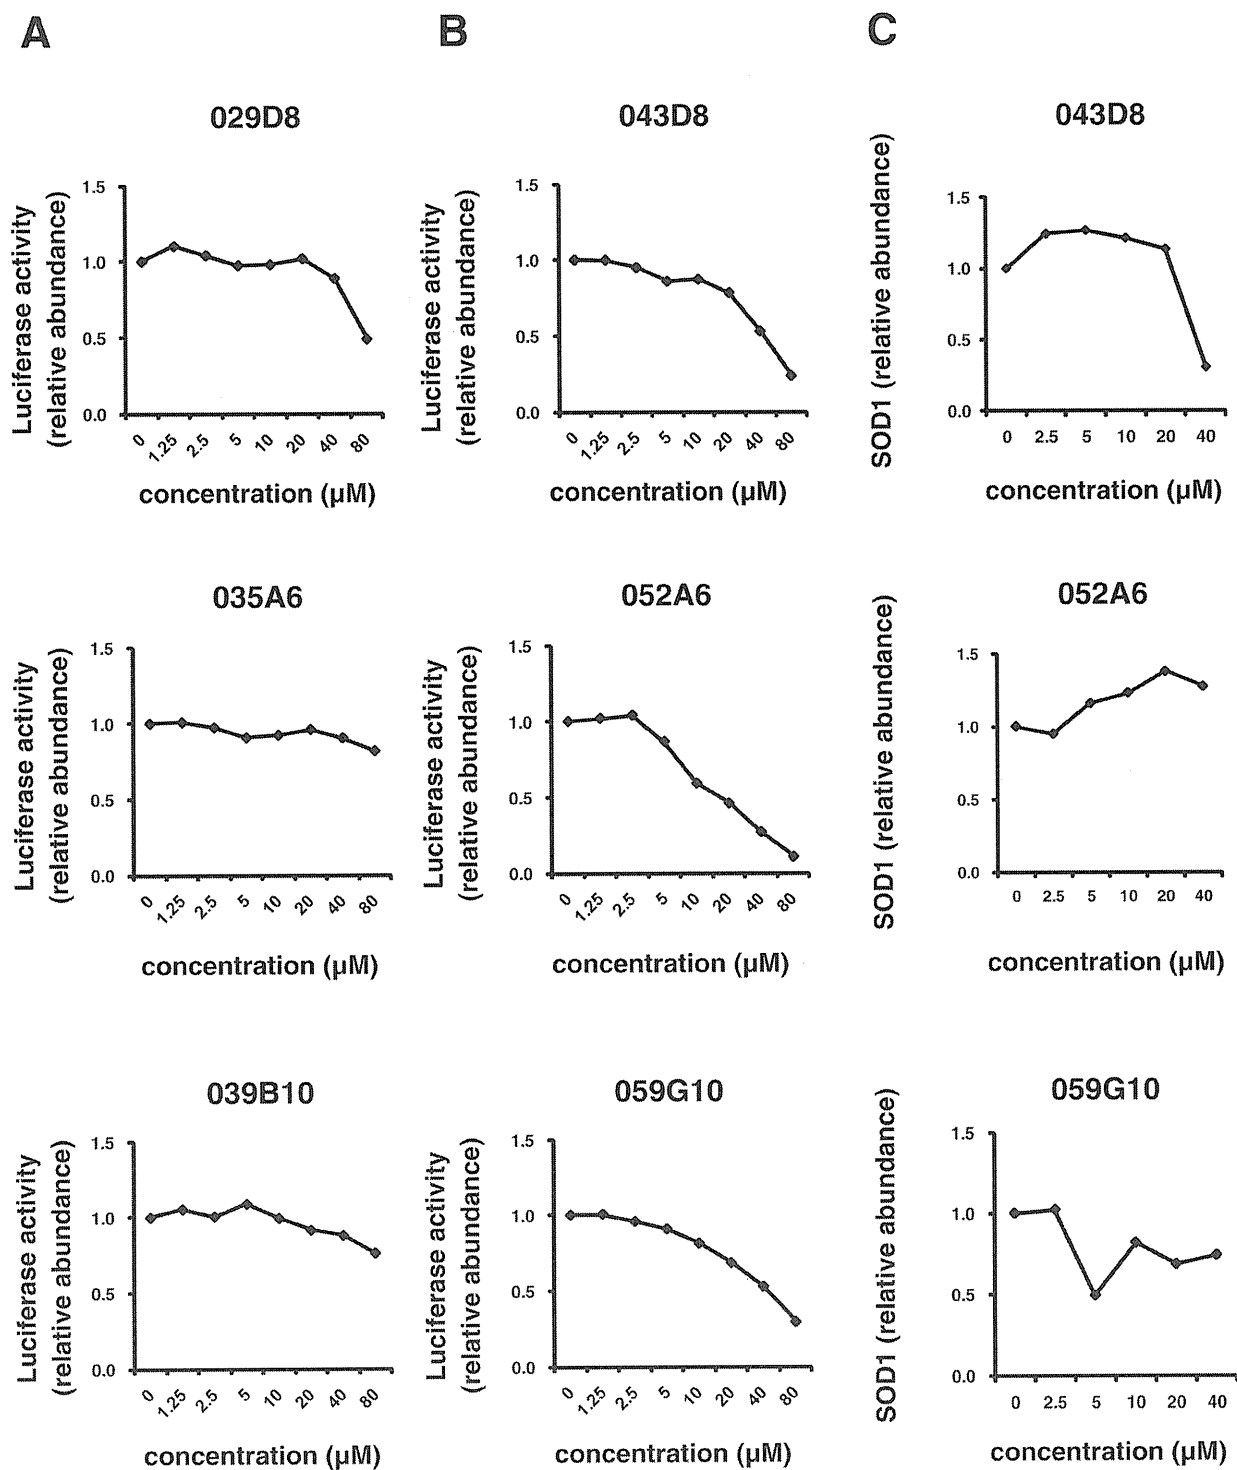 A
B
C
029D8
Luciferase activity
(relative abundance)
1.5
1.0
0.5
0.0
0 1.25 2.5 5 10 20 40 80
concentration (µM)
043D8
Luciferase activity
(relative abundance)
1.5
1.0
0.5
0.0
0 1.25 2.5 5 10 20 40 80
concentration (µM)
043D8
SOD1 (relative abundance)
1.5
1.0
0.5
0.0
0 2.5 5 10 20 40
concentration (µM)
035A6
Luciferase activity
(relative abundance)
1.5
1.0
0.5
0.0
0 1.25 2.5 5 10 20 40 80
concentration (µM)
052A6
Luciferase activity
(relative abundance)
1.5
1.0
0.5
0.0
0 1.25 2.5 5 10 20 40 80
concentration (µM)
052A6
SOD1 (relative abundance)
1.5
1.0
0.5
0.0
0 2.5 5 10 20 40
concentration (µM)
039B10
Luciferase activity
(relative abundance)
1.5
1.0
0.5
0.0
0 1.25 2.5 5 10 20 40 80
concentration (µM)
059G10
Luciferase activity
(relative abundance)
1.5
1.0
0.5
0.0
0 1.25 2.5 5 10 20 40 80
concentration (µM)
059G10
SOD1 (relative abundance)
1.5
1.0
0.5
0.0
0 2.5 5 10 20 40
concentration (µM)